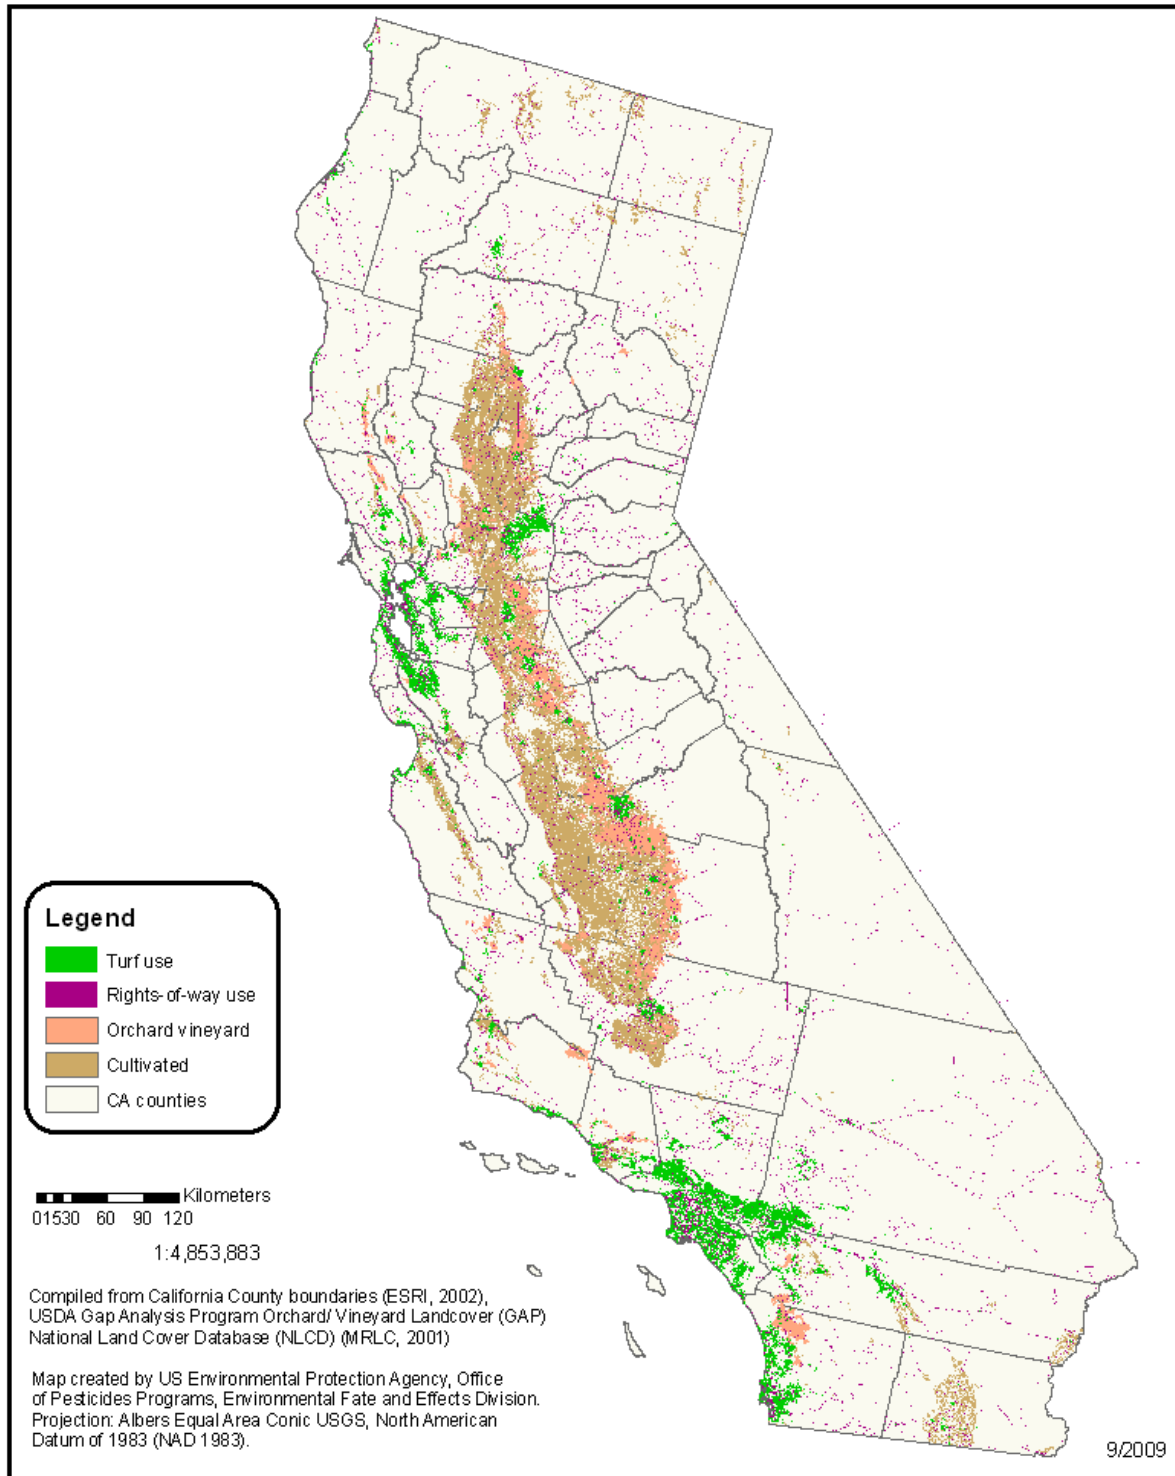 Legend
Turf use
Rights-of-way use
Orchard vineyard
Cultivated
CA counties
Kilometers
01530 60 90 120
1:4,853,883
Compiled from California County boundaries (ESRI, 2002),
USDA Gap Analysis Program Orchard/ Vineyard Landcover (GAP)
National Land Cover Database (NLCD) (MRLC, 2001)
Map created by US Environmental Protection Agency, Office
of Pesticides Programs, Environmental Fate and Effects Division.
Projection: Albers Equal Area Conic USGS, North American
Datum of 1983 (NAD 1983).
9/2009